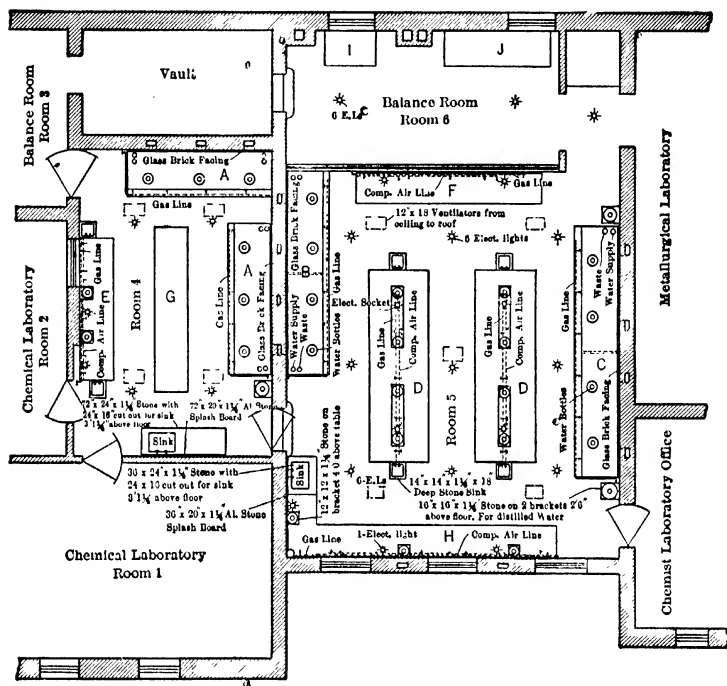 Balance Room
Room 3
Vault
I
J
6 E.Ls
Balance Room
Room 6
Metallurgical Laboratory
Glass Brick Facing
A
Gas Line
Comp. Air Line
F
Gas Line
12"x 18 Ventilators from
ceiling to roof
6 Elect. lights
Chemical Laboratory
Room 2
Gas Line
E
Comp. Air Line
Room 4
G
Gas Line
A
Glass Brick Facing
Glass Brick Facing
B
Water Supply
Waste
Gas Line
Water Bottles
Elect. Socket
Gas Line
Comp. Air Line
D
Room 5
Gas Line
Comp. Air Line
D
Gas Line
Waste
Water Supply
C
Water Bottles
Glass Brick Facing
72"x 24"x 1¼" Stone with
24"x 16" cut out for sink
3'1¼" above floor
72"x 20"x 1¼" Al. Stone
Splash Board
Sink
36 x 24"x 1¼" Stone with
24 x 16 cut out for sink
3'1¼ above floor
36 x 20"x 1¼ Al. Stone
Splash Board
Sink
12"x 12 x 1¼" Stone on
bracket 4'0" above table
6-E.Ls
14"x 14 x 1¼"x 18"
Deep Stone Sink
16"x 16"x 1¼" Stone on 2 brackets 2'6"
above floor, For distilled Water
Gas Line
1-Elect. light
H
Comp. Air Line
Chemical Laboratory
Room 1
Chemist Laboratory Office